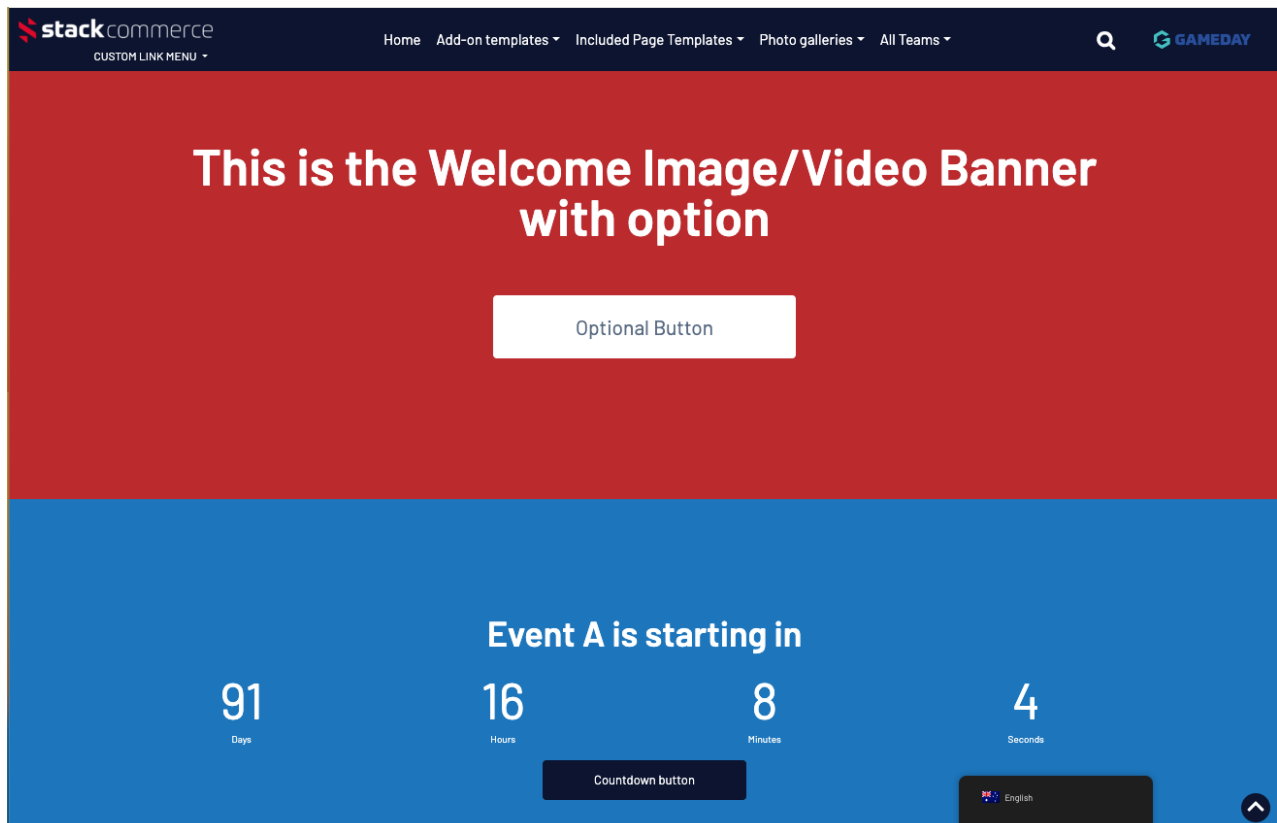 stackcommerce
CUSTOM LINK MENU
Home Add-on templates Included Page Templates Photo galleries All Teams
GAMEDAY
This is the Welcome Image/Video Banner
with option
Optional Button
Event A is starting in
91 16 8 4
Days Hours Minutes Seconds
Countdown button
English